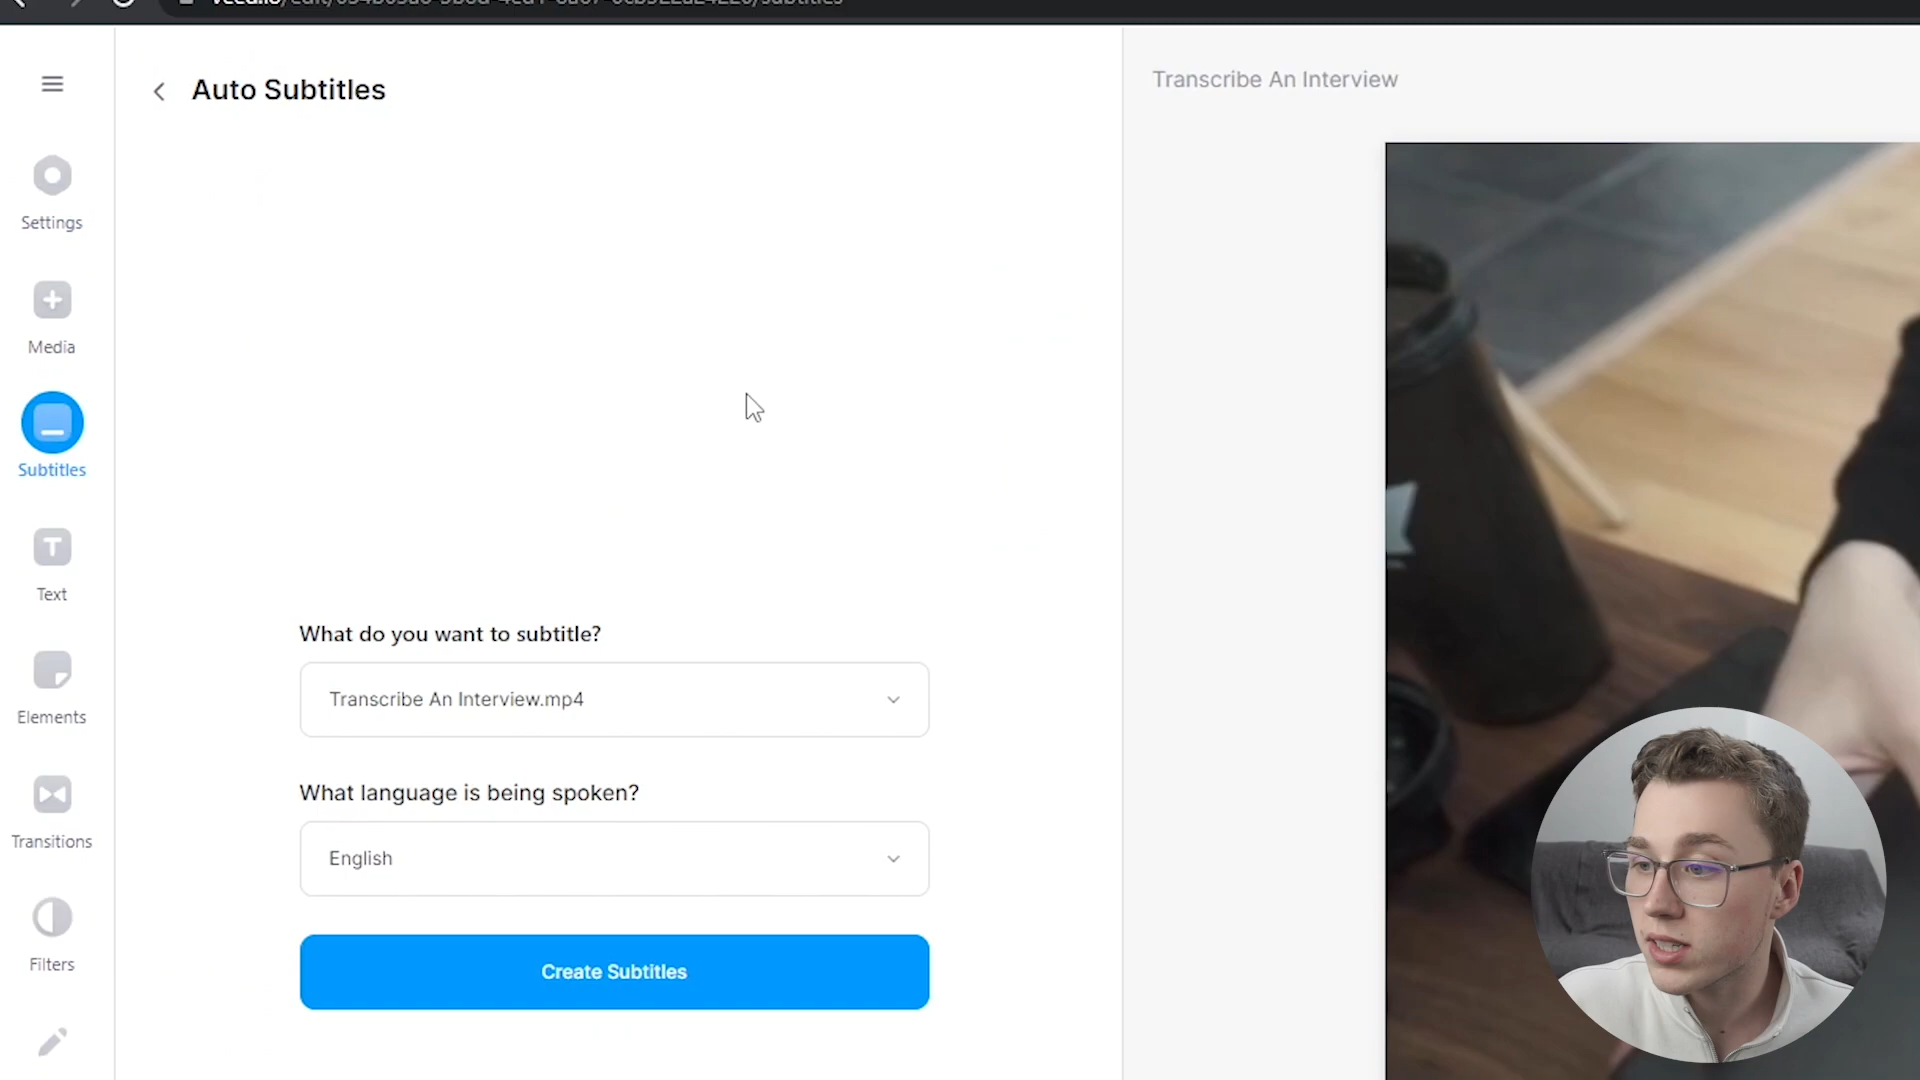 Auto Subtitles
Transcribe An Interview
Settings
Media
Subtitles
Text
Elements
Transitions
Filters
What do you want to subtitle?
Transcribe An Interview.mp4
What language is being spoken?
English
Create Subtitles